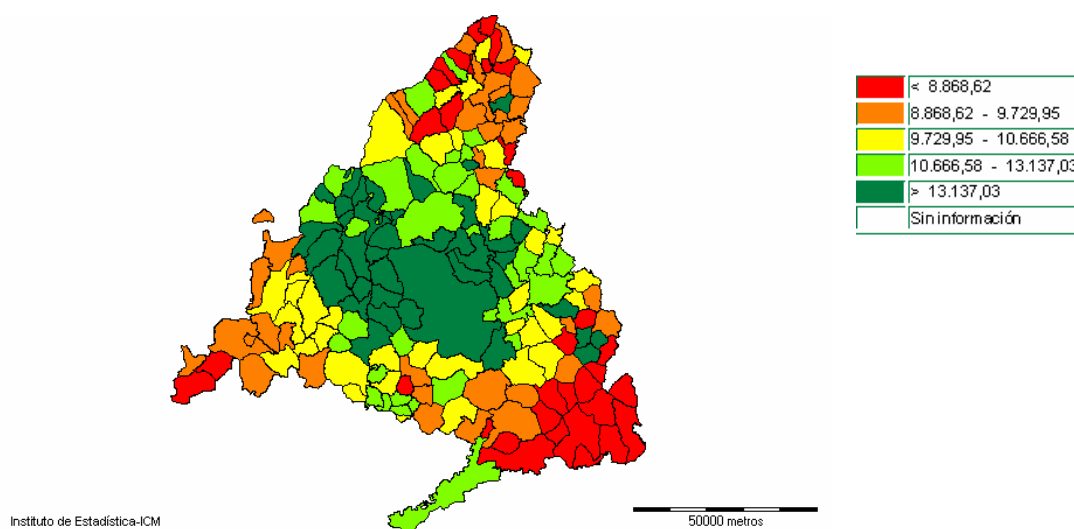 < 8.868,62
8.868,62 - 9.729,95
9.729,95 - 10.666,58
10.666,58 - 13.137,03
> 13.137,03
Sin información
Instituto de Estadística-ICM
50000 metros